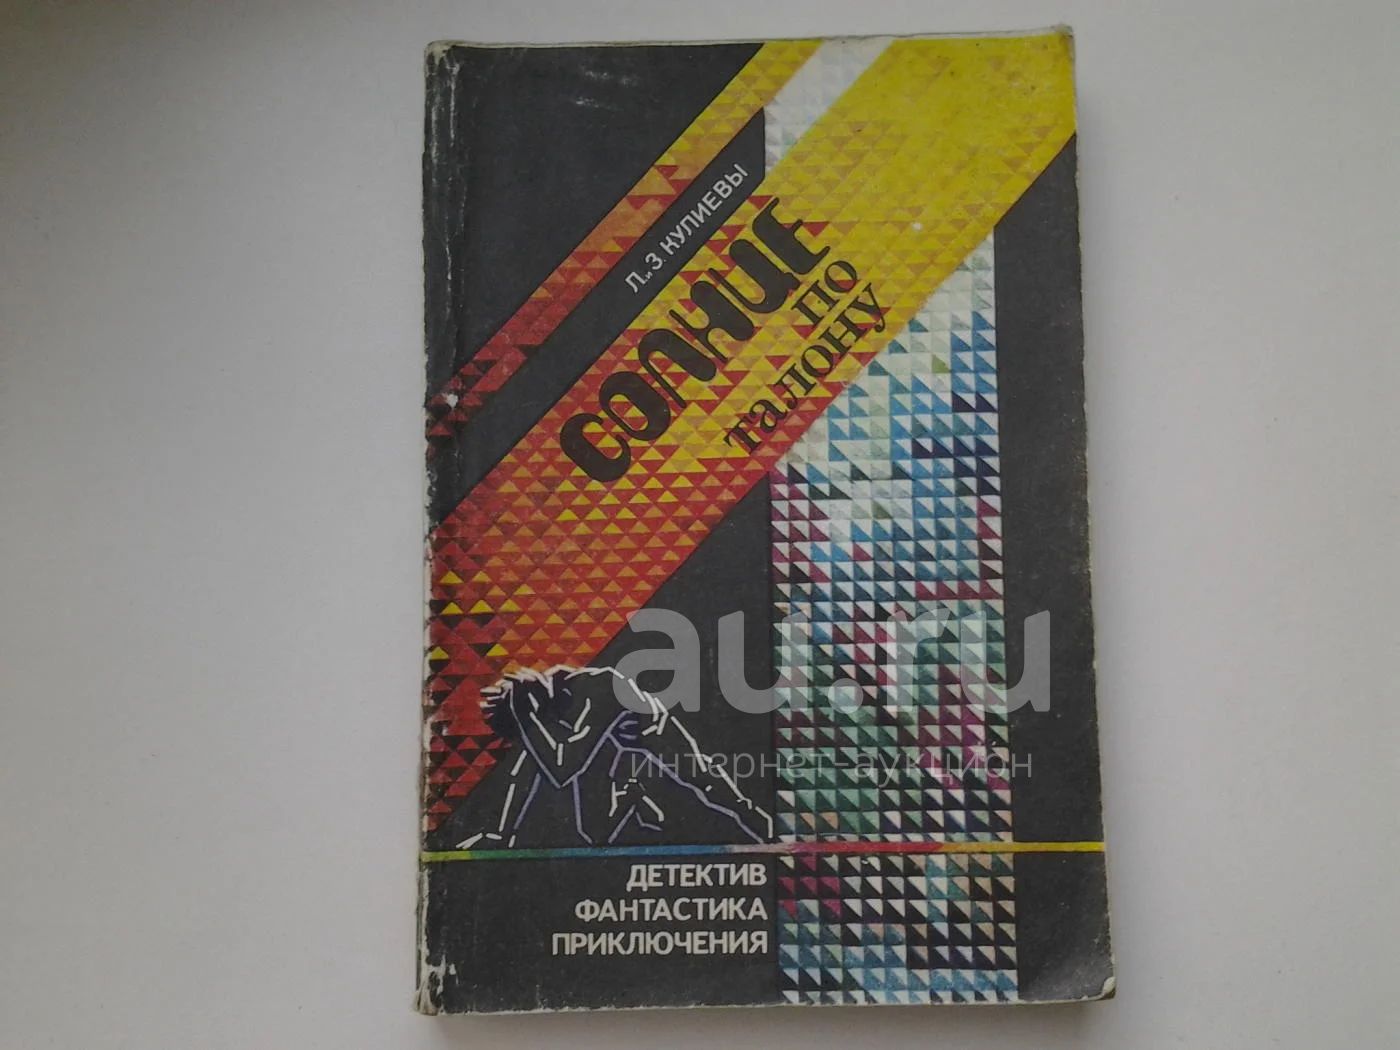 Л. и З. КУЛИЕВЫ
СОЛНЦЕ
ПО
талону
au.ru
интернет-аукцион
ДЕТЕКТИВ
ФАНТАСТИКА
ПРИКЛЮЧЕНИЯ